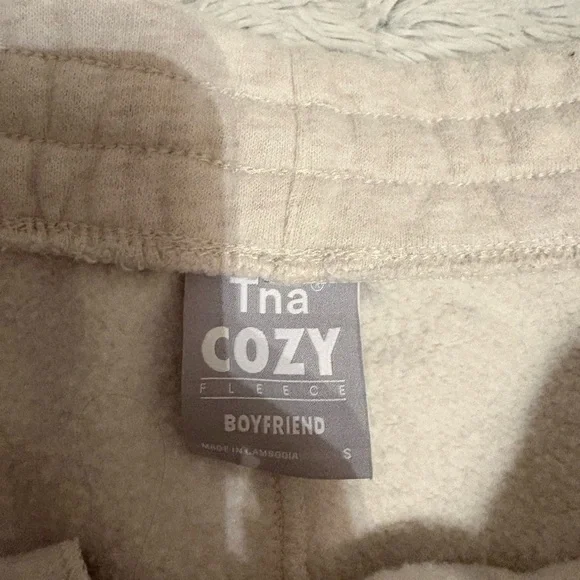 Tna®
COZY
FLEECE
BOYFRIEND
MADE IN CAMBODIA S